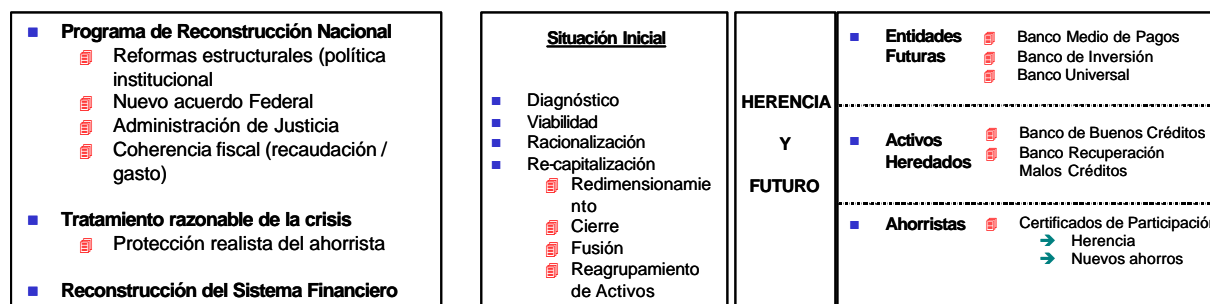 Programa de Reconstrucción Nacional
Reformas estructurales (política
institucional
Nuevo acuerdo Federal
Administración de Justicia
Coherencia fiscal (recaudación /
gasto)
Tratamiento razonable de la crisis
Protección realista del ahorrista
Reconstrucción del Sistema Financiero
Situación Inicial
Diagnóstico
Viabilidad
Racionalización
Re-capitalización
Redimensionamie
nto
Cierre
Fusión
Reagrupamiento
de Activos
HERENCIA
Y
FUTURO
Entidades
Futuras
Banco Medio de Pagos
Banco de Inversión
Banco Universal
Activos
Heredados
Banco de Buenos Créditos
Banco Recuperación
Malos Créditos
Ahorristas
Certificados de Participación
Herencia
Nuevos ahorros